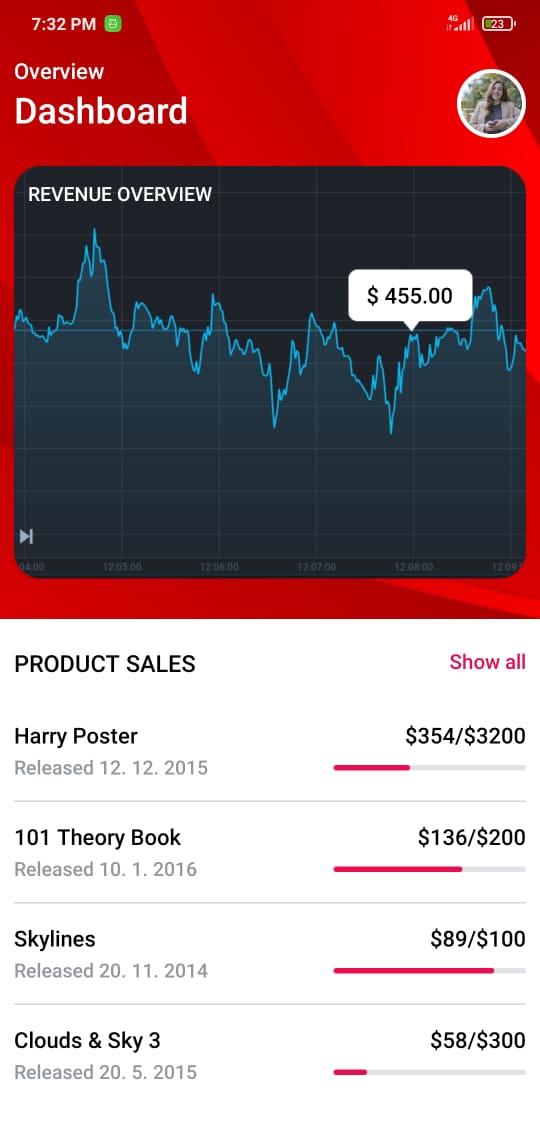 7:32 PM
4G
23
Overview
Dashboard
REVENUE OVERVIEW
$ 455.00
04:00 12:05:00 12:06:00 12:07:00 12:08:00 12:09:
PRODUCT SALES Show all
Harry Poster $354/$3200
Released 12. 12. 2015
101 Theory Book $136/$200
Released 10. 1. 2016
Skylines $89/$100
Released 20. 11. 2014
Clouds & Sky 3 $58/$300
Released 20. 5. 2015